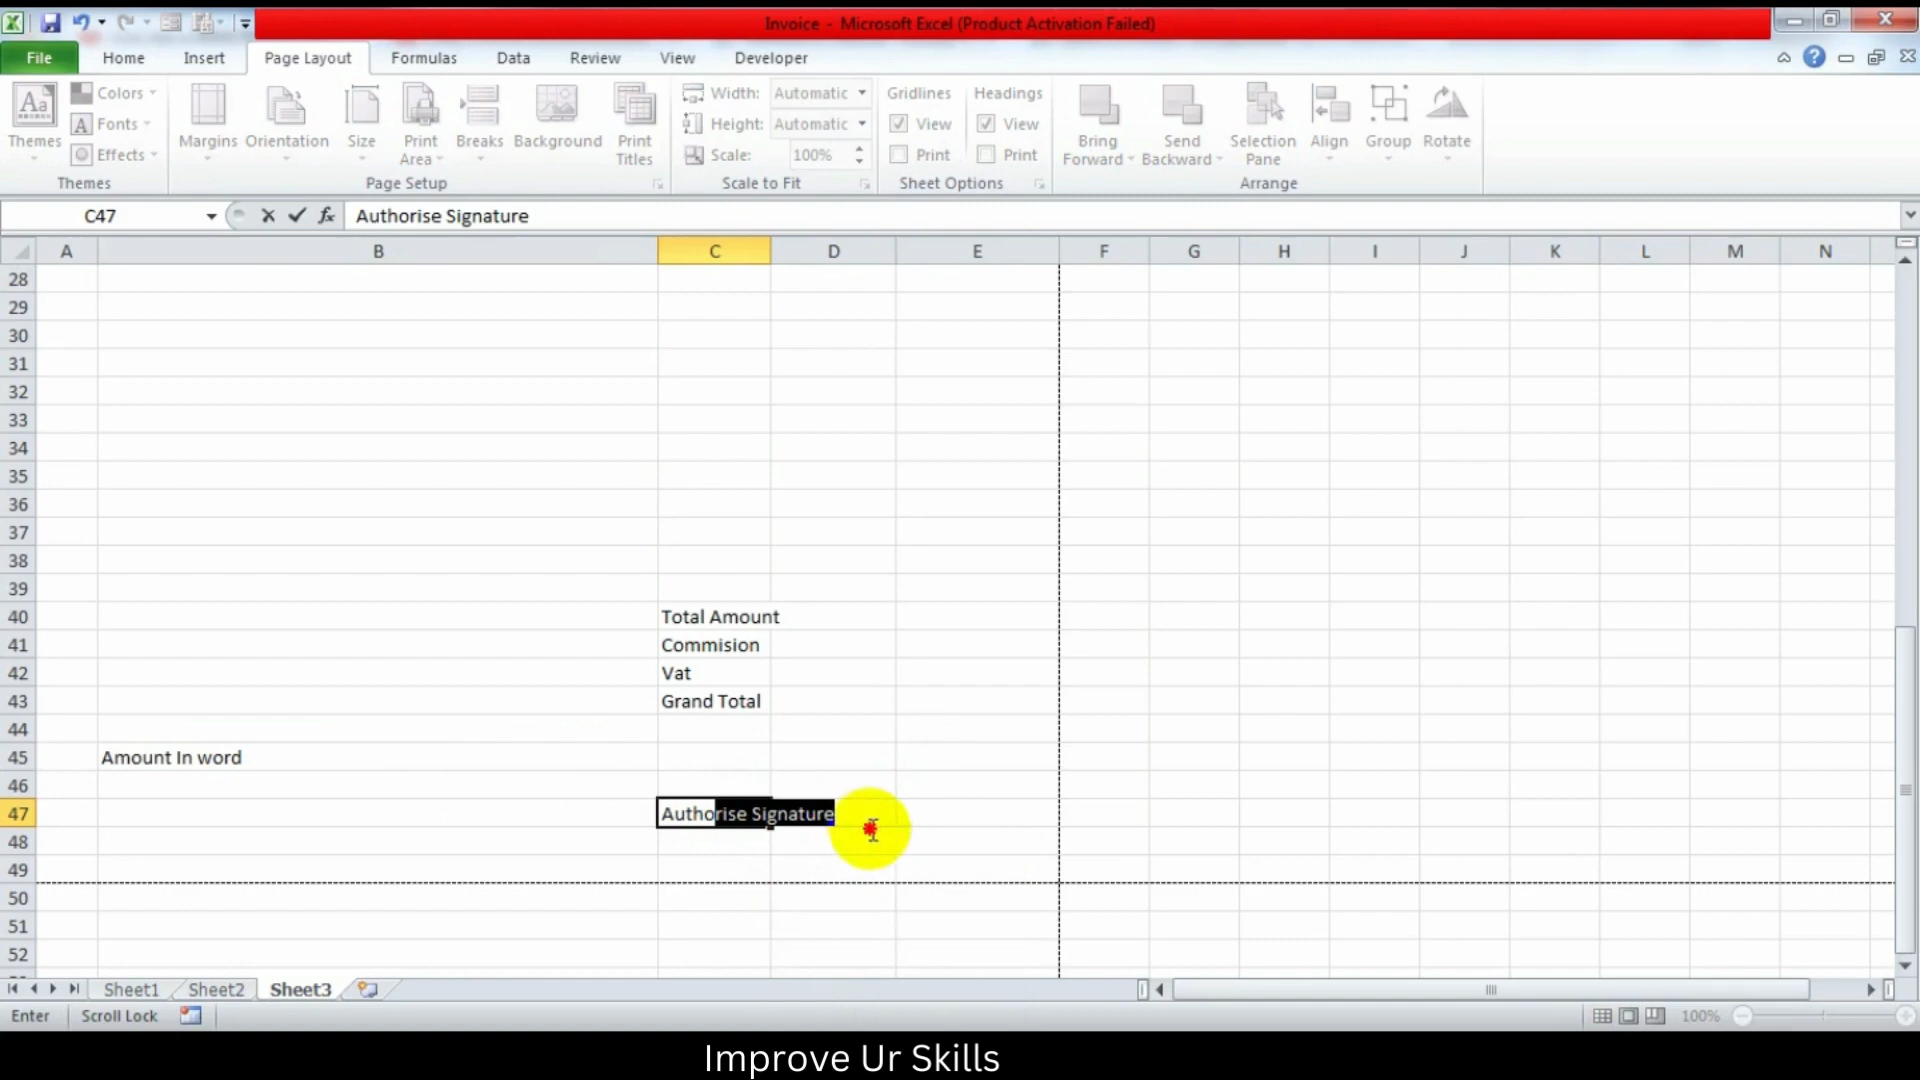 Invoice - Microsoft Excel (Product Activation Failed)
File Home Insert Page Layout Formulas Data Review View Developer
Colors Width: Automatic Gridlines Headings
Fonts Height: Automatic View View
Effects Scale: 100% Print Print
Themes Margins Orientation Size Print Area Breaks Background Print Titles Bring Forward Send Backward Selection Pane Align Group Rotate
Themes Page Setup Scale to Fit Sheet Options Arrange
C47 fx Authorise Signature
A B C D E F G H I J K L M N
28
29
30
31
32
33
34
35
36
37
38
39
40 Total Amount
41 Commision
42 Vat
43 Grand Total
44
45 Amount In word
46
47 Authorise Signature
48
49
50
51
52
Sheet1 Sheet2 Sheet3
Enter Scroll Lock 100%
Improve Ur Skills